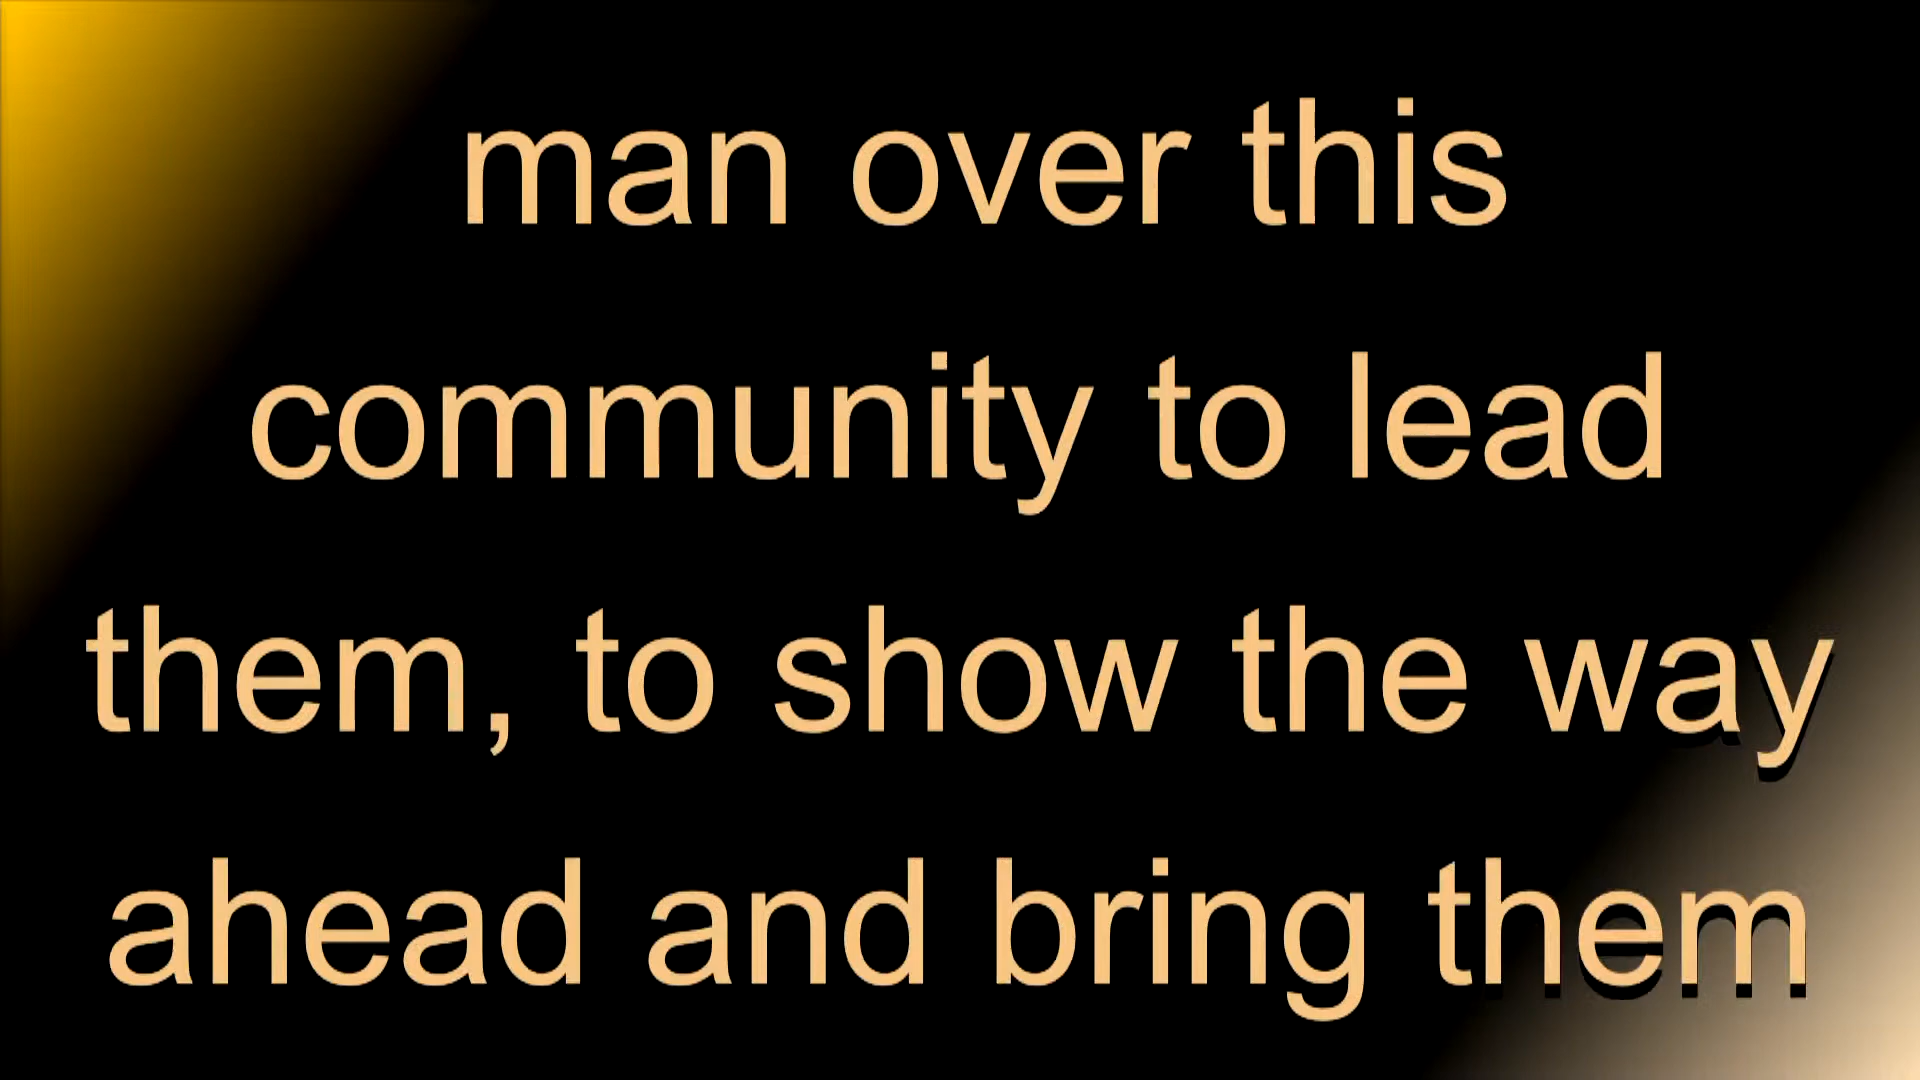 man over this
community to lead
them, to show the way
ahead and bring them